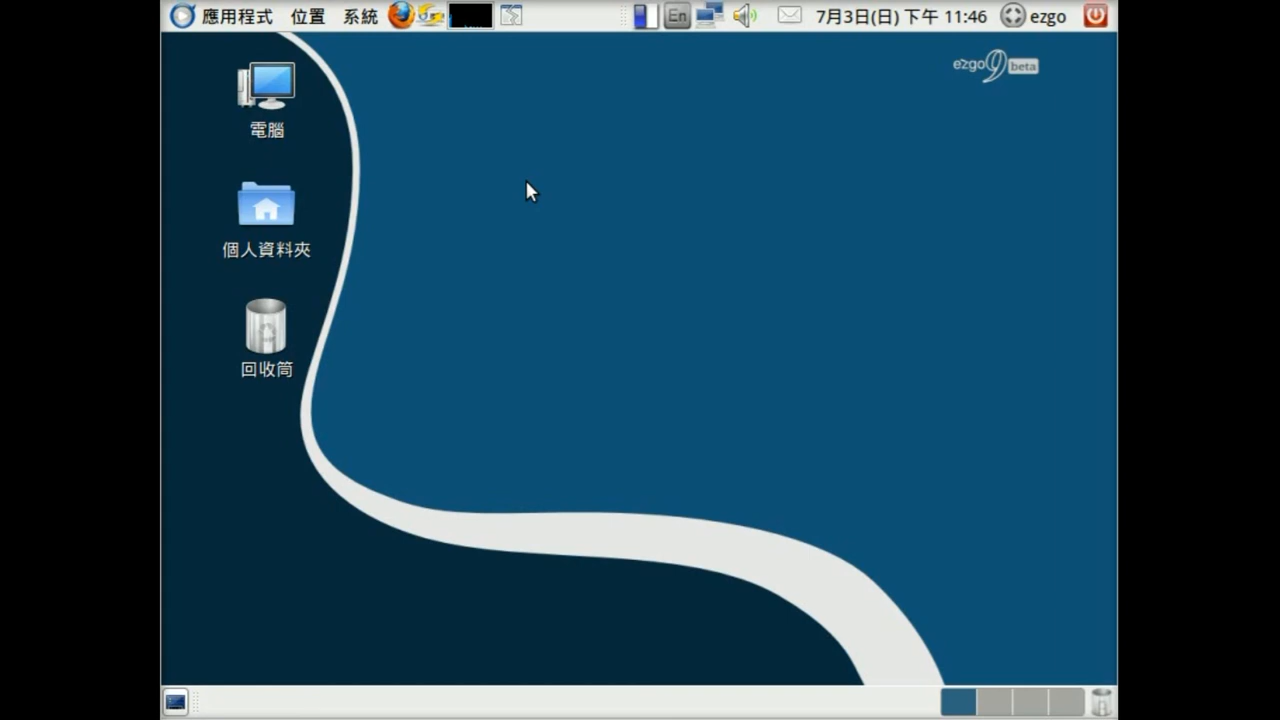 應用程式 位置 系統 En 7月3日(日) 下午 11:46 ezgo
ezgo9 beta
電腦
個人資料夾
回收筒